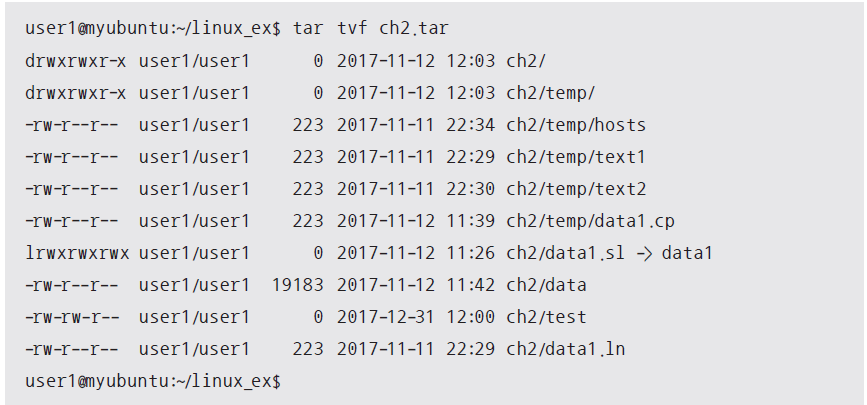 user1@myubuntu:~/linux_ex$ tar tvf ch2.tar
drwxrwxr-x user1/user1 0 2017-11-12 12:03 ch2/
drwxrwxr-x user1/user1 0 2017-11-12 12:03 ch2/temp/
-rw-r--r-- user1/user1 223 2017-11-11 22:34 ch2/temp/hosts
-rw-r--r-- user1/user1 223 2017-11-11 22:29 ch2/temp/text1
-rw-r--r-- user1/user1 223 2017-11-11 22:30 ch2/temp/text2
-rw-r--r-- user1/user1 223 2017-11-12 11:39 ch2/temp/data1.cp
lrwxrwxrwx user1/user1 0 2017-11-12 11:26 ch2/data1.sl -> data1
-rw-r--r-- user1/user1 19183 2017-11-12 11:42 ch2/data
-rw-rw-r-- user1/user1 0 2017-12-31 12:00 ch2/test
-rw-r--r-- user1/user1 223 2017-11-11 22:29 ch2/data1.ln
user1@myubuntu:~/linux_ex$